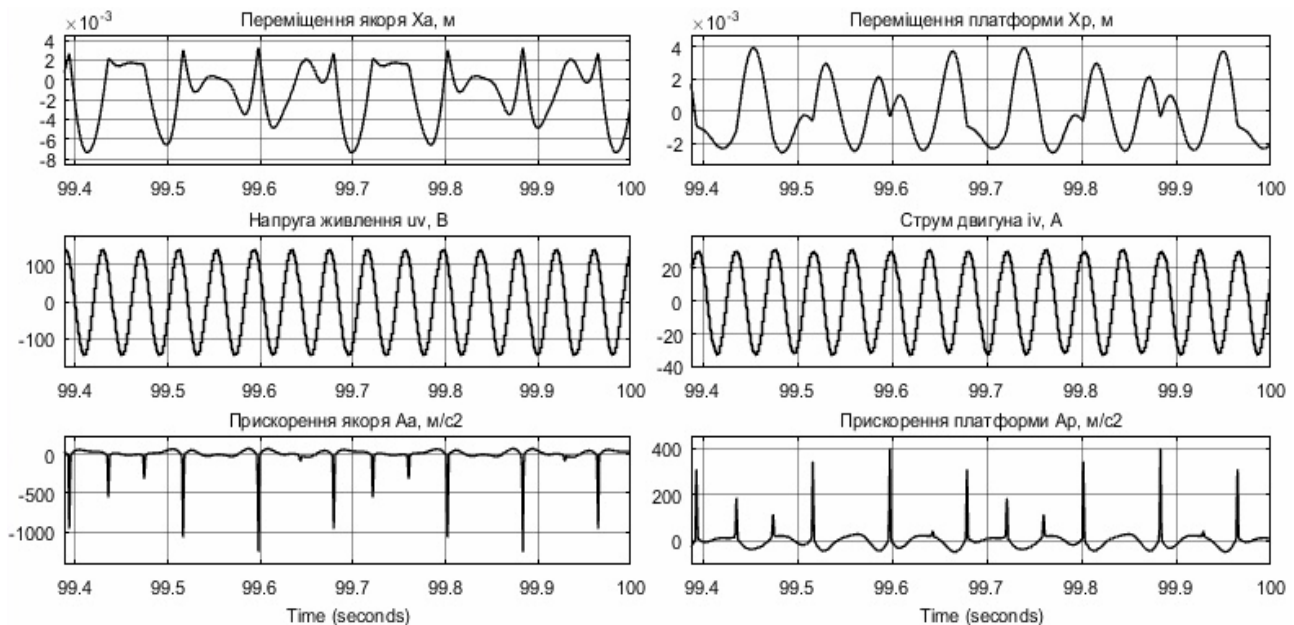 Переміщення якоря Xa, м
×10⁻³
4
2
0
-2
-4
-6
-8
99.4 99.5 99.6 99.7 99.8 99.9 100
Переміщення платформи Xp, м
×10⁻³
4
2
0
-2
99.4 99.5 99.6 99.7 99.8 99.9 100
Напруга живлення uv, В
100
0
-100
99.4 99.5 99.6 99.7 99.8 99.9 100
Струм двигуна iv, А
20
0
-20
-40
99.4 99.5 99.6 99.7 99.8 99.9 100
Прискорення якоря Aa, м/с2
0
-500
-1000
99.4 99.5 99.6 99.7 99.8 99.9 100
Time (seconds)
Прискорення платформи Ap, м/с2
400
200
0
99.4 99.5 99.6 99.7 99.8 99.9 100
Time (seconds)